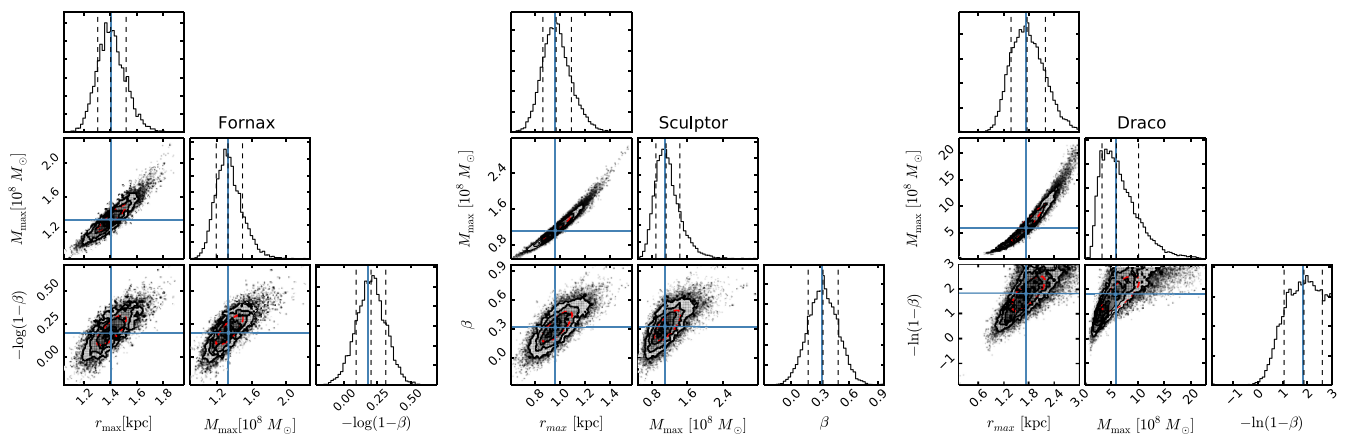 Fornax
Sculptor
Draco
M_max[10^8 M_⊙]
2.0
1.6
1.2
−log(1−β)
0.50
0.25
0.00
1.2 1.4 1.6 1.8
r_max[kpc]
1.2 1.6 2.0
M_max[10^8 M_⊙]
0.00 0.25 0.50
−log(1−β)
M_max [10^8 M_⊙]
2.4
1.6
0.8
β
0.9
0.6
0.3
0.0
0.8 1.0 1.2 1.4
r_max [kpc]
0.8 1.6 2.4
M_max [10^8 M_⊙]
0.0 0.3 0.6 0.9
β
M_max [10^8 M_⊙]
20
15
10
5
−ln(1−β)
3
2
1
0
−1
0.6 1.2 1.8 2.4 3.0
r_max [kpc]
5 10 15 20
M_max [10^8 M_⊙]
−1 0 1 2 3
−ln(1−β)